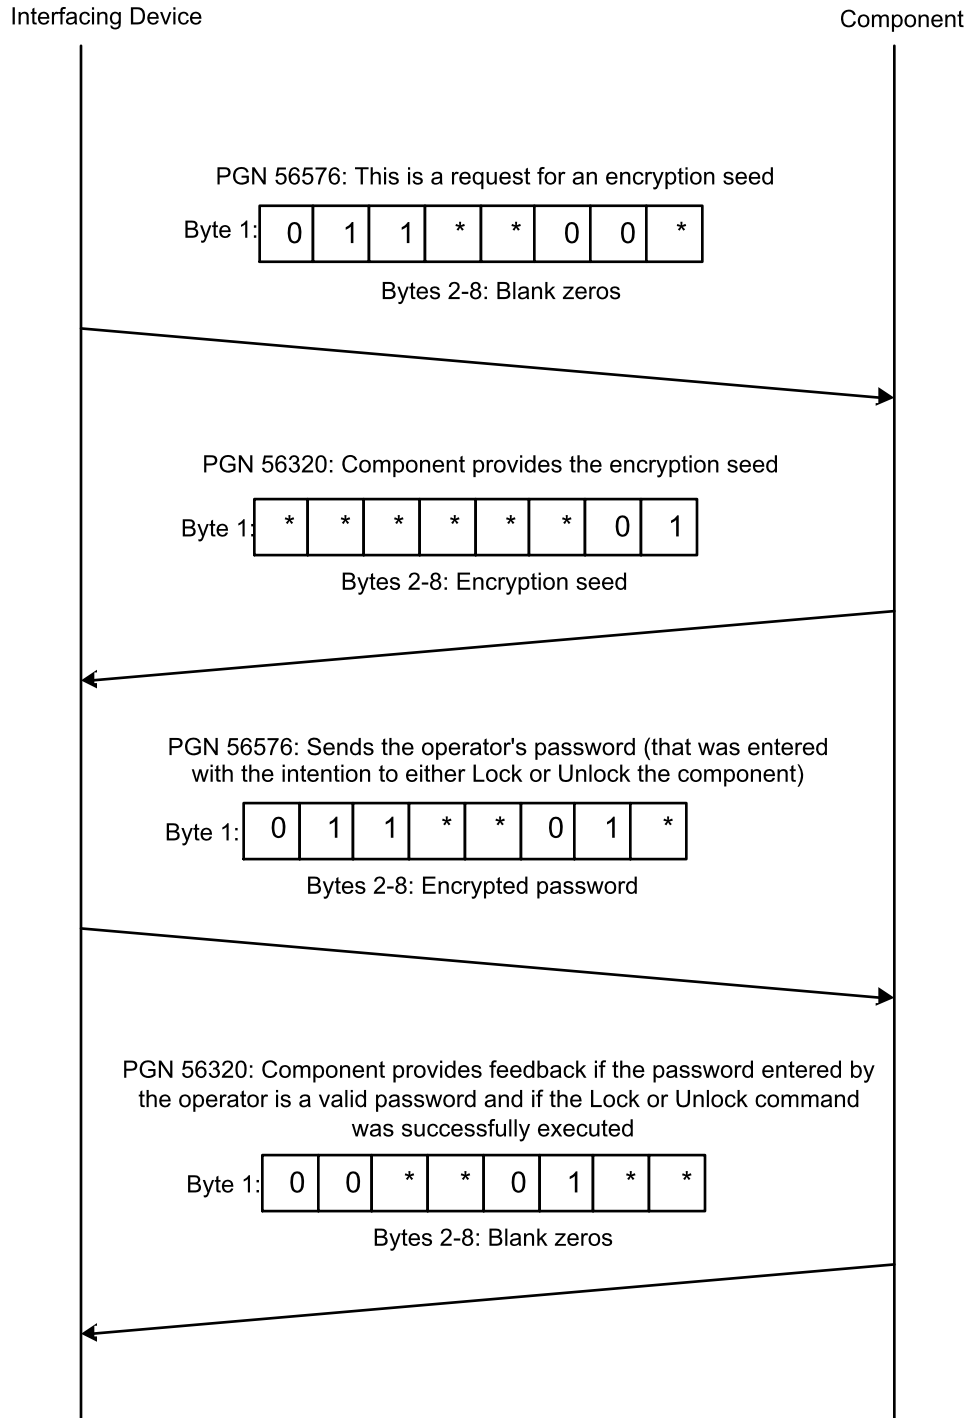 Interfacing Device
Component
PGN 56576: This is a request for an encryption seed
Byte 1: 0 1 1 * * 0 0 *
Bytes 2-8: Blank zeros
PGN 56320: Component provides the encryption seed
Byte 1: * * * * * * 0 1
Bytes 2-8: Encryption seed
PGN 56576: Sends the operator's password (that was entered
with the intention to either Lock or Unlock the component)
Byte 1: 0 1 1 * * 0 1 *
Bytes 2-8: Encrypted password
PGN 56320: Component provides feedback if the password entered by
the operator is a valid password and if the Lock or Unlock command
was successfully executed
Byte 1: 0 0 * * 0 1 * *
Bytes 2-8: Blank zeros